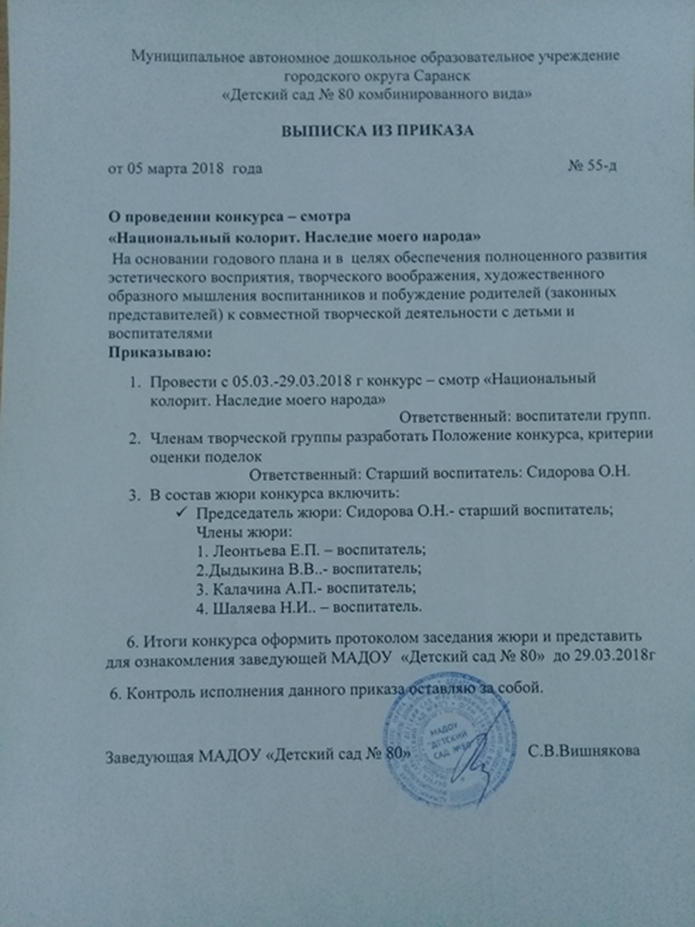 Муниципальное автономное дошкольное образовательное учреждение
городского округа Саранск
«Детский сад № 80 комбинированного вида»
ВЫПИСКА ИЗ ПРИКАЗА
от 05 марта 2018 года № 55-д
О проведении конкурса – смотра
«Национальный колорит. Наследие моего народа»
На основании годового плана и в целях обеспечения полноценного развития
эстетического восприятия, творческого воображения, художественного
образного мышления воспитанников и побуждение родителей (законных
представителей) к совместной творческой деятельности с детьми и
воспитателями
Приказываю:
1. Провести с 05.03.-29.03.2018 г конкурс – смотр «Национальный
колорит. Наследие моего народа»
Ответственный: воспитатели групп.
2. Членам творческой группы разработать Положение конкурса, критерии
оценки поделок
Ответственный: Старший воспитатель: Сидорова О.Н.
3. В состав жюри конкурса включить:
✓ Председатель жюри: Сидорова О.Н.- старший воспитатель;
Члены жюри:
1. Леонтьева Е.П. – воспитатель;
2.Дыдыкина В.В..- воспитатель;
3. Калачина А.П.- воспитатель;
4. Шаляева Н.И.. – воспитатель.
6. Итоги конкурса оформить протоколом заседания жюри и представить
для ознакомления заведующей МАДОУ «Детский сад № 80» до 29.03.2018г
6. Контроль исполнения данного приказа оставляю за собой.
МАДОУ
"ДЕТСКИЙ
САД №80"
Заведующая МАДОУ «Детский сад № 80» С.В.Вишнякова